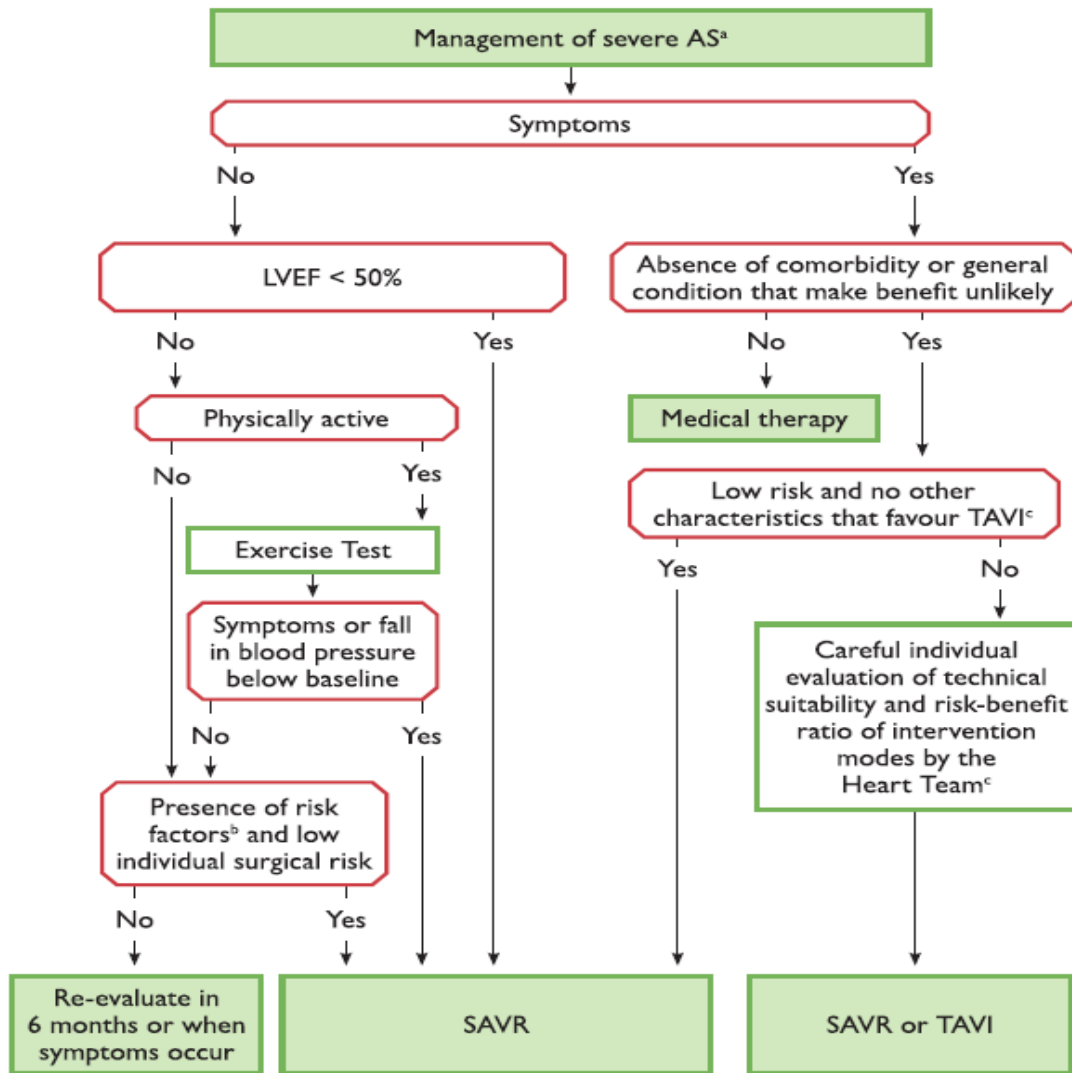 Management of severe ASᵃ
Symptoms
No
Yes
LVEF < 50%
Absence of comorbidity or general
condition that make benefit unlikely
No
Yes
No
Yes
Physically active
Medical therapy
No
Yes
Low risk and no other
characteristics that favour TAVIᶜ
Exercise Test
Yes
No
Symptoms or fall
in blood pressure
below baseline
Careful individual
evaluation of technical
suitability and risk-benefit
ratio of intervention
modes by the
Heart Teamᶜ
No
Yes
Presence of risk
factorsᵇ and low
individual surgical risk
No
Yes
Re-evaluate in
6 months or when
symptoms occur
SAVR
SAVR or TAVI